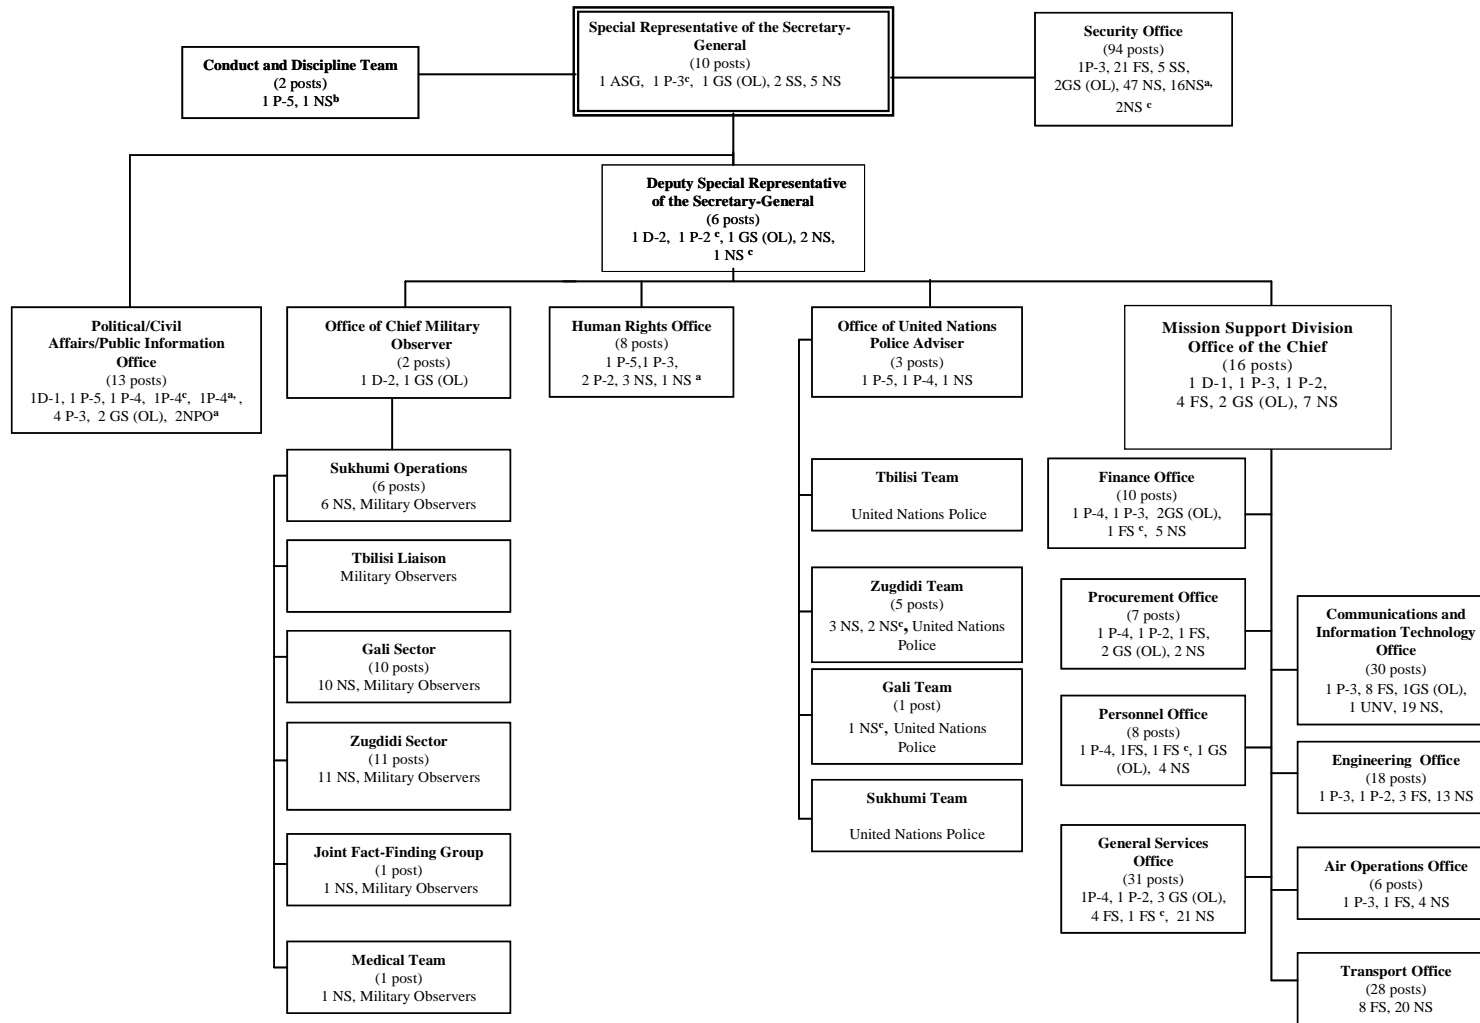 Special Representative of the Secretary-
General
(10 posts)
1 ASG, 1 P-3c, 1 GS (OL), 2 SS, 5 NS
Conduct and Discipline Team
(2 posts)
1 P-5, 1 NSb
Security Office
(94 posts)
1P-3, 21 FS, 5 SS,
2GS (OL), 47 NS, 16NSa,
2NS c
Deputy Special Representative
of the Secretary-General
(6 posts)
1 D-2, 1 P-2 c, 1 GS (OL), 2 NS,
1 NS c
Political/Civil
Affairs/Public Information
Office
(13 posts)
1D-1, 1 P-5, 1 P-4, 1P-4c, 1P-4a, ,
4 P-3, 2 GS (OL), 2NPOa
Office of Chief Military
Observer
(2 posts)
1 D-2, 1 GS (OL)
Human Rights Office
(8 posts)
1 P-5,1 P-3,
2 P-2, 3 NS, 1 NS a
Office of United Nations
Police Adviser
(3 posts)
1 P-5, 1 P-4, 1 NS
Mission Support Division
Office of the Chief
(16 posts)
1 D-1, 1 P-3, 1 P-2,
4 FS, 2 GS (OL), 7 NS
Sukhumi Operations
(6 posts)
6 NS, Military Observers
Tbilisi Liaison
Military Observers
Gali Sector
(10 posts)
10 NS, Military Observers
Zugdidi Sector
(11 posts)
11 NS, Military Observers
Joint Fact-Finding Group
(1 post)
1 NS, Military Observers
Medical Team
(1 post)
1 NS, Military Observers
Tbilisi Team
United Nations Police
Zugdidi Team
(5 posts)
3 NS, 2 NSc, United Nations
Police
Gali Team
(1 post)
1 NSc, United Nations
Police
Sukhumi Team
United Nations Police
Finance Office
(10 posts)
1 P-4, 1 P-3, 2GS (OL),
1 FS c, 5 NS
Procurement Office
(7 posts)
1 P-4, 1 P-2, 1 FS,
2 GS (OL), 2 NS
Personnel Office
(8 posts)
1 P-4, 1FS, 1 FS c, 1 GS
(OL), 4 NS
General Services
Office
(31 posts)
1P-4, 1 P-2, 3 GS (OL),
4 FS, 1 FS c, 21 NS
Communications and
Information Technology
Office
(30 posts)
1 P-3, 8 FS, 1GS (OL),
1 UNV, 19 NS,
Engineering Office
(18 posts)
1 P-3, 1 P-2, 3 FS, 13 NS
Air Operations Office
(6 posts)
1 P-3, 1 FS, 4 NS
Transport Office
(28 posts)
8 FS, 20 NS